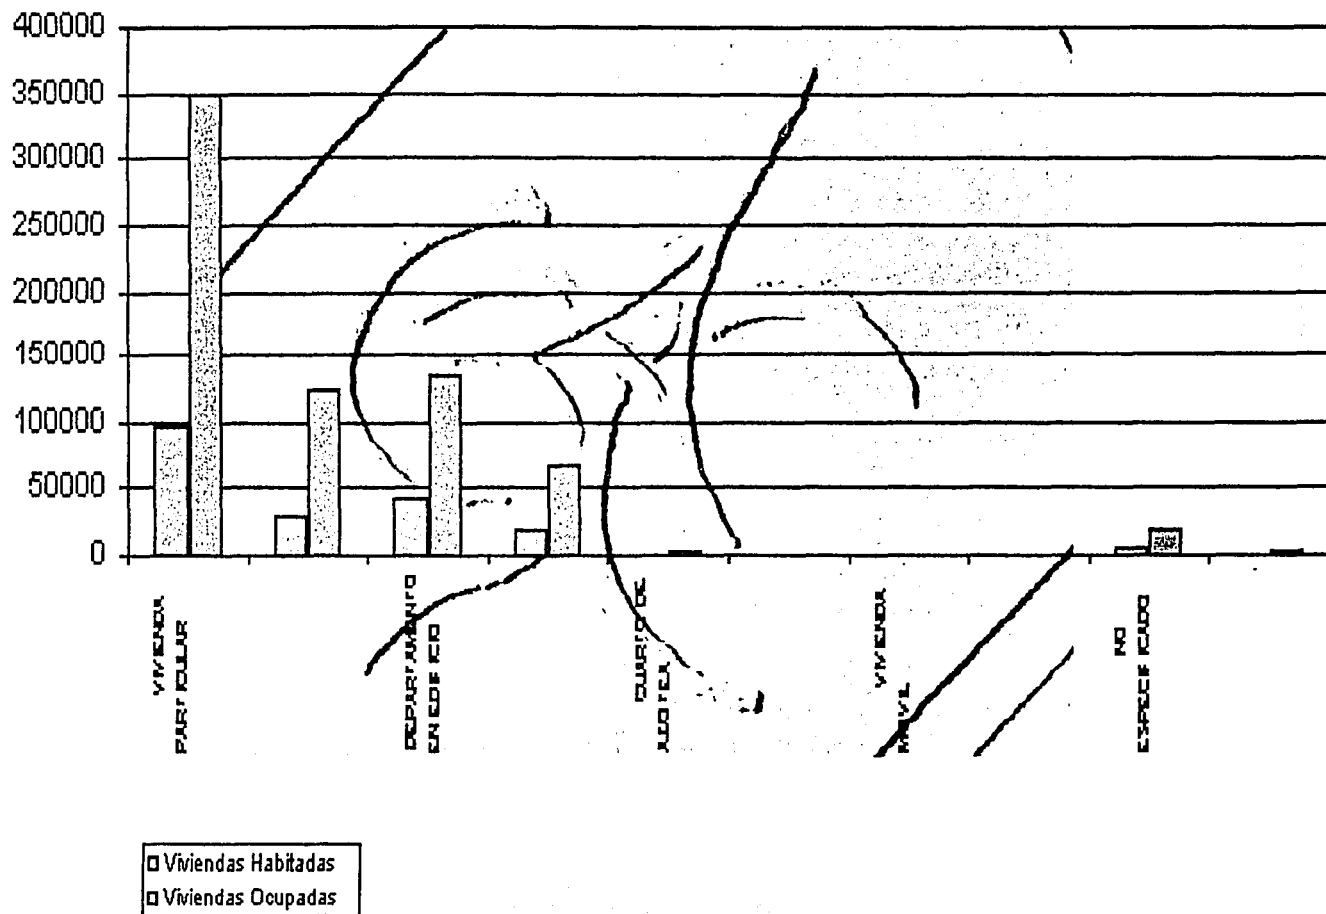 400000
350000
300000
250000
200000
150000
100000
50000
0
VIVIENDA
PARTICULAR
DEPARTAMENTO
EN EDIFICIO
CUARTO DE
AZOTEA
VIVIENDA
MOVIL
NO
ESPECIFICADO
Viviendas Habitadas
Viviendas Ocupadas